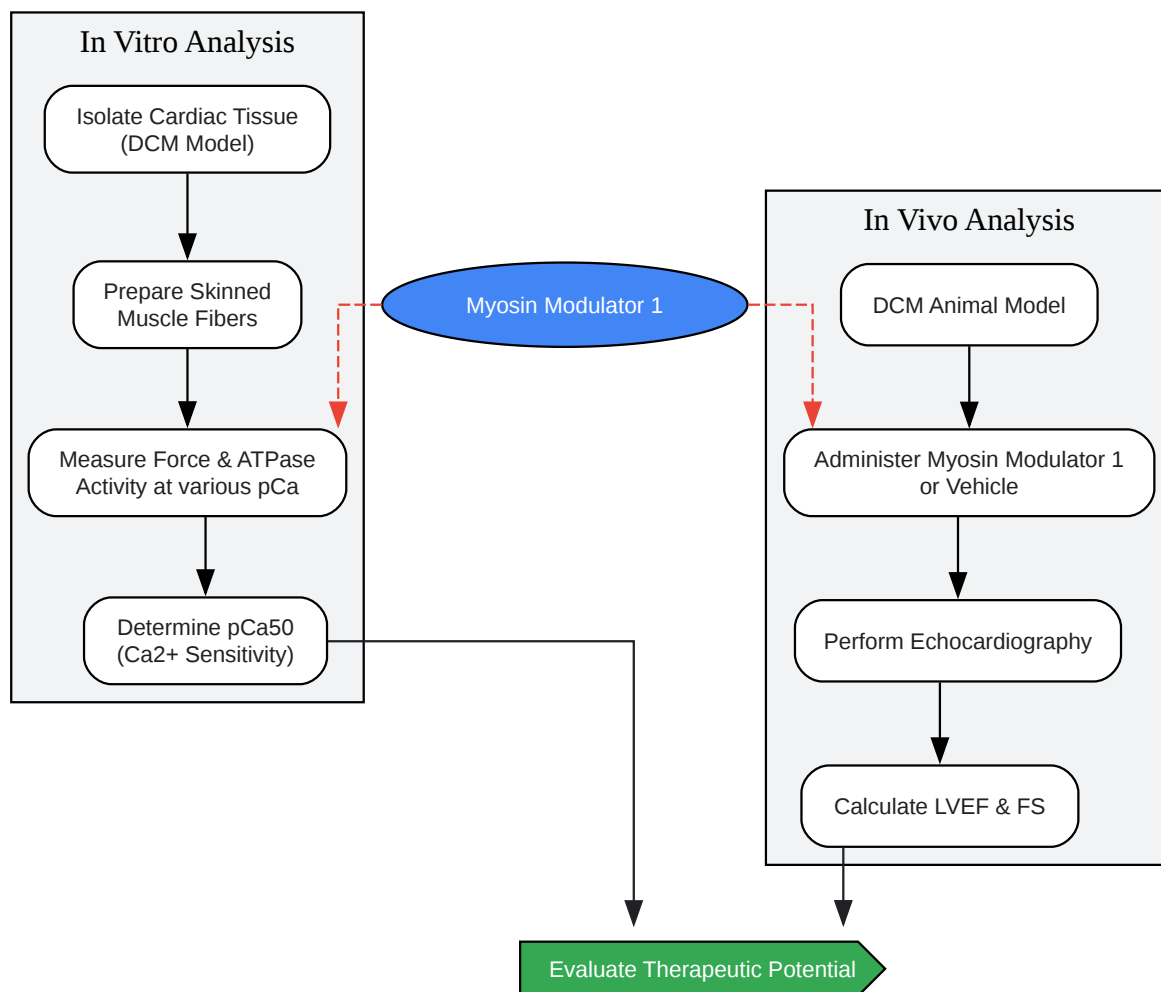 In Vitro Analysis
Isolate Cardiac Tissue
(DCM Model)
Prepare Skinned
Muscle Fibers
Measure Force & ATPase
Activity at various pCa
Determine pCa50
(Ca2+ Sensitivity)
Myosin Modulator 1
In Vivo Analysis
DCM Animal Model
Administer Myosin Modulator 1
or Vehicle
Perform Echocardiography
Calculate LVEF & FS
Evaluate Therapeutic Potential